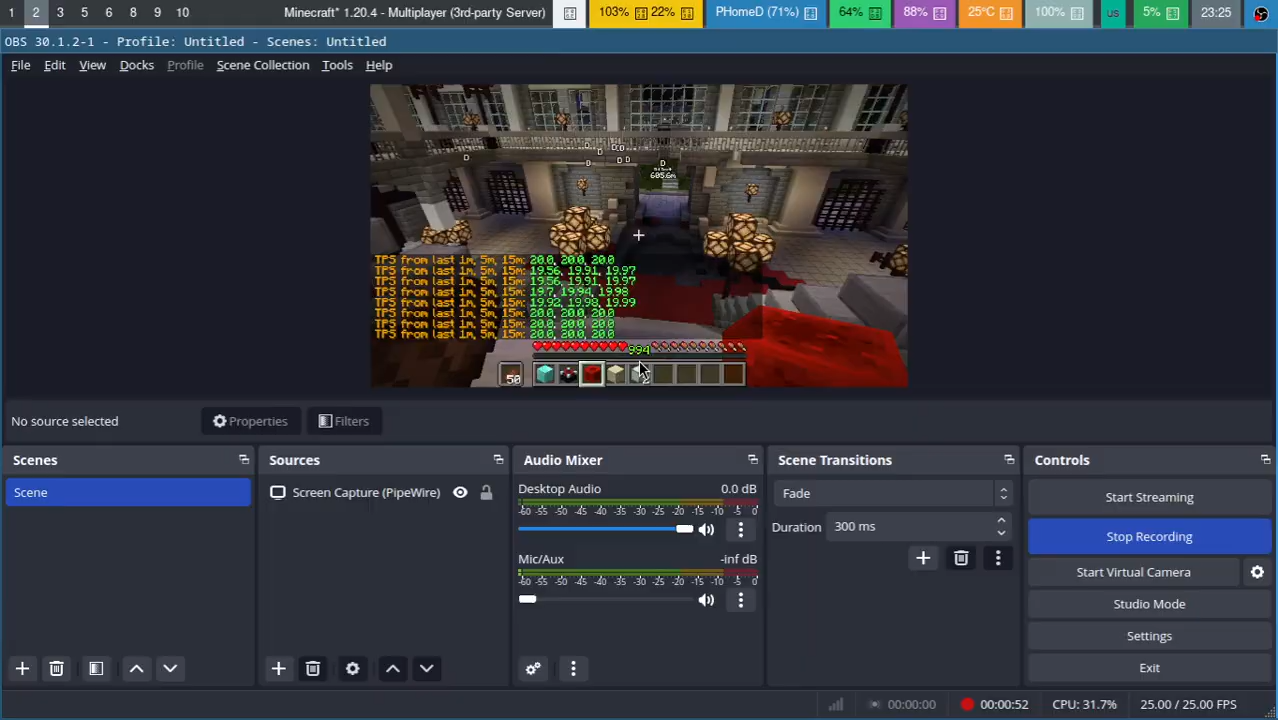 1 2 3 5 6 8 9 10 Minecraft* 1.20.4 - Multiplayer (3rd-party Server) 103% 22% PHomeD (71%) 64% 88% 25°C 100% us 5% 23:25
OBS 30.1.2-1 - Profile: Untitled - Scenes: Untitled
File Edit View Docks Profile Scene Collection Tools Help
D D D D D D
605.6m
TPS from last 1m, 5m, 15m: 20.0, 20.0, 20.0
TPS from last 1m, 5m, 15m: 19.56, 19.91, 19.97
TPS from last 1m, 5m, 15m: 19.56, 19.91, 19.97
TPS from last 1m, 5m, 15m: 19.7, 19.94, 19.98
TPS from last 1m, 5m, 15m: 19.92, 19.98, 19.99
TPS from last 1m, 5m, 15m: 20.0, 20.0, 20.0
TPS from last 1m, 5m, 15m: 20.0, 20.0, 20.0
TPS from last 1m, 5m, 15m: 20.0, 20.0, 20.0
994
50 2
No source selected Properties Filters
Scenes Sources Audio Mixer Scene Transitions Controls
Scene
Screen Capture (PipeWire)
Desktop Audio 0.0 dB
-60 -55 -50 -45 -40 -35 -30 -25 -20 -15 -10 -5 0
Mic/Aux -inf dB
-60 -55 -50 -45 -40 -35 -30 -25 -20 -15 -10 -5 0
Fade
Duration 300 ms
Start Streaming
Stop Recording
Start Virtual Camera
Studio Mode
Settings
Exit
00:00:00 00:00:52 CPU: 31.7% 25.00 / 25.00 FPS